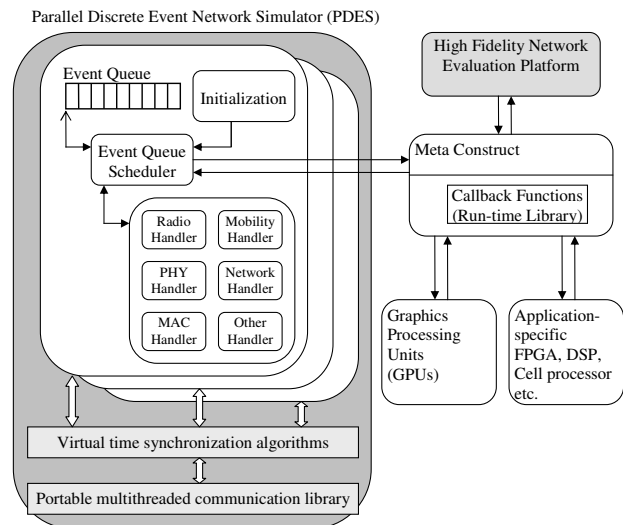 Parallel Discrete Event Network Simulator (PDES)
Event Queue
Initialization
Event Queue
Scheduler
Radio
Handler
Mobility
Handler
PHY
Handler
Network
Handler
MAC
Handler
Other
Handler
Virtual time synchronization algorithms
Portable multithreaded communication library
High Fidelity Network
Evaluation Platform
Meta Construct
Callback Functions
(Run-time Library)
Graphics
Processing
Units
(GPUs)
Application-
specific
FPGA, DSP,
Cell processor
etc.